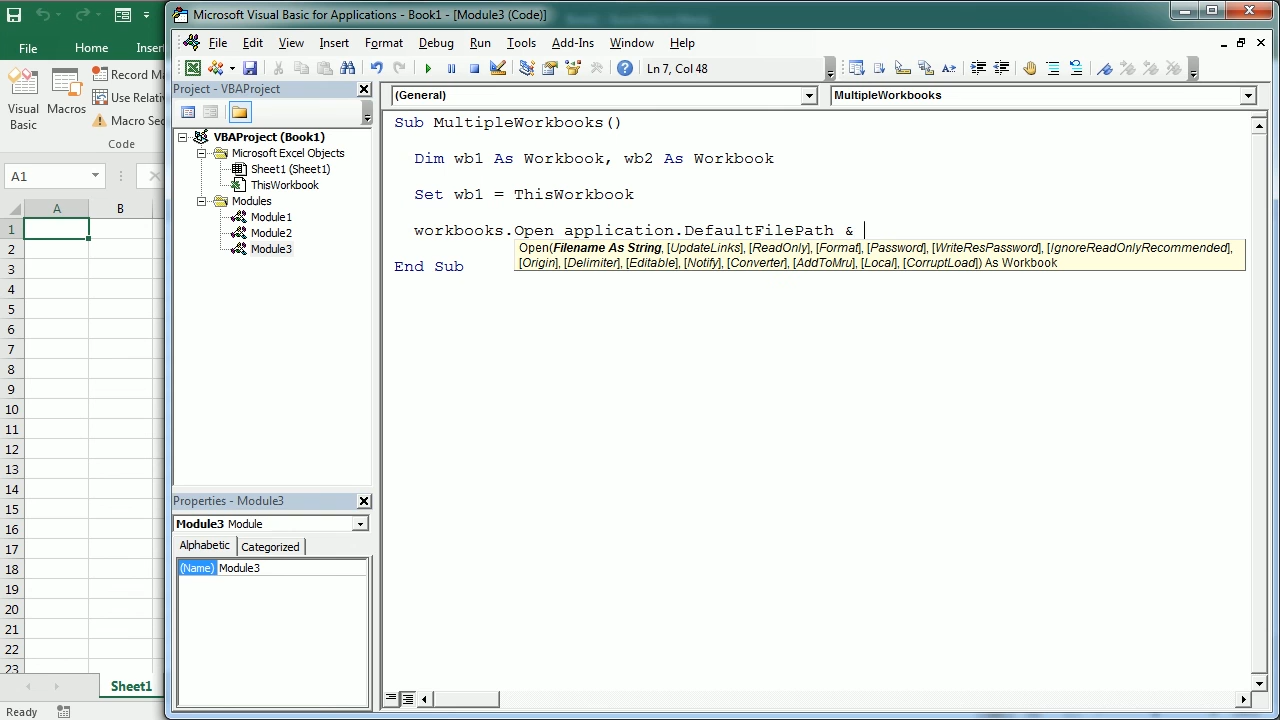 Microsoft Visual Basic for Applications - Book1 - [Module3 (Code)]
File Home Inser
File Edit View Insert Format Debug Run Tools Add-Ins Window Help
Record Ma
Use Relativ
Macro Sec
Visual Basic
Macros
Code
Ln 7, Col 48
Project - VBAProject
(General)
MultipleWorkbooks
VBAProject (Book1)
Microsoft Excel Objects
Sheet1 (Sheet1)
ThisWorkbook
Modules
Module1
Module2
Module3
Sub MultipleWorkbooks()
Dim wb1 As Workbook, wb2 As Workbook
Set wb1 = ThisWorkbook
workbooks.Open application.DefaultFilePath &
Open(Filename As String, [UpdateLinks], [ReadOnly], [Format], [Password], [WriteResPassword], [IgnoreReadOnlyRecommended],
[Origin], [Delimiter], [Editable], [Notify], [Converter], [AddToMru], [Local], [CorruptLoad]) As Workbook
End Sub
A1
A B
1
2
3
4
5
6
7
8
9
10
11
12
13
14
15
16
17
18
19
20
21
22
23
Properties - Module3
Module3 Module
Alphabetic Categorized
(Name) Module3
Sheet1
Ready